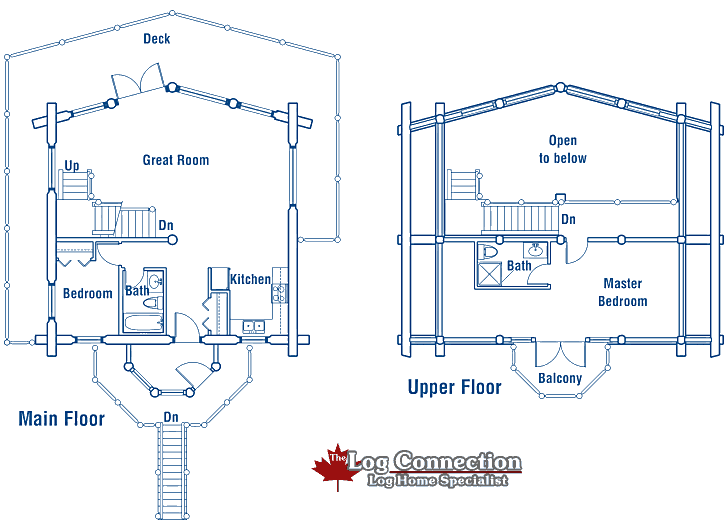 Deck
Great Room
Up
Dn
Bedroom
Bath
Kitchen
Dn
Main Floor
Open
to below
Dn
Bath
Master
Bedroom
Balcony
Upper Floor
The Log Connection
Log Home Specialist